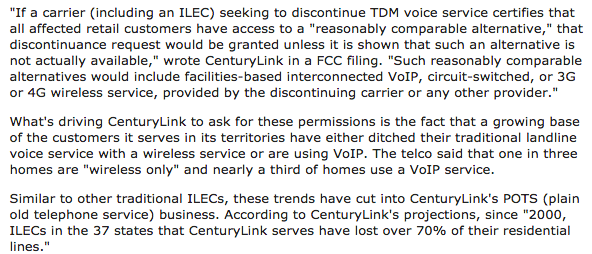 "If a carrier (including an ILEC) seeking to discontinue TDM voice service certifies that
all affected retail customers have access to a "reasonably comparable alternative," that
discontinuance request would be granted unless it is shown that such an alternative is
not actually available," wrote CenturyLink in a FCC filing. "Such reasonably comparable
alternatives would include facilities-based interconnected VoIP, circuit-switched, or 3G
or 4G wireless service, provided by the discontinuing carrier or any other provider."
What's driving CenturyLink to ask for these permissions is the fact that a growing base
of the customers it serves in its territories have either ditched their traditional landline
voice service with a wireless service or are using VoIP. The telco said that one in three
homes are "wireless only" and nearly a third of homes use a VoIP service.
Similar to other traditional ILECs, these trends have cut into CenturyLink's POTS (plain
old telephone service) business. According to CenturyLink's projections, since "2000,
ILECs in the 37 states that CenturyLink serves have lost over 70% of their residential
lines."